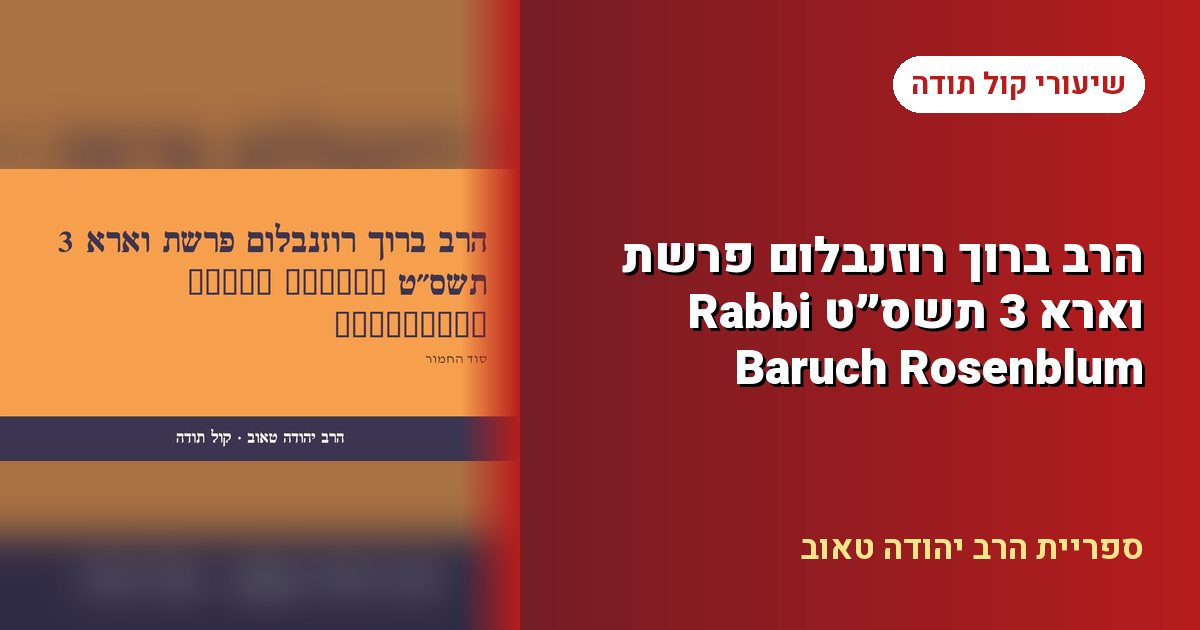 שיעורי קול תודה
הרב ברוך רוזנבלום פרשת
וארא 3 תשס״ט Rabbi
Baruch Rosenblum
ספריית הרב יהודה טאוב
הרב ברוך רוזנבלום פרשת וארא 3
תשס״ט
סוד החמור
הרב יהודה טאוב · קול תודה